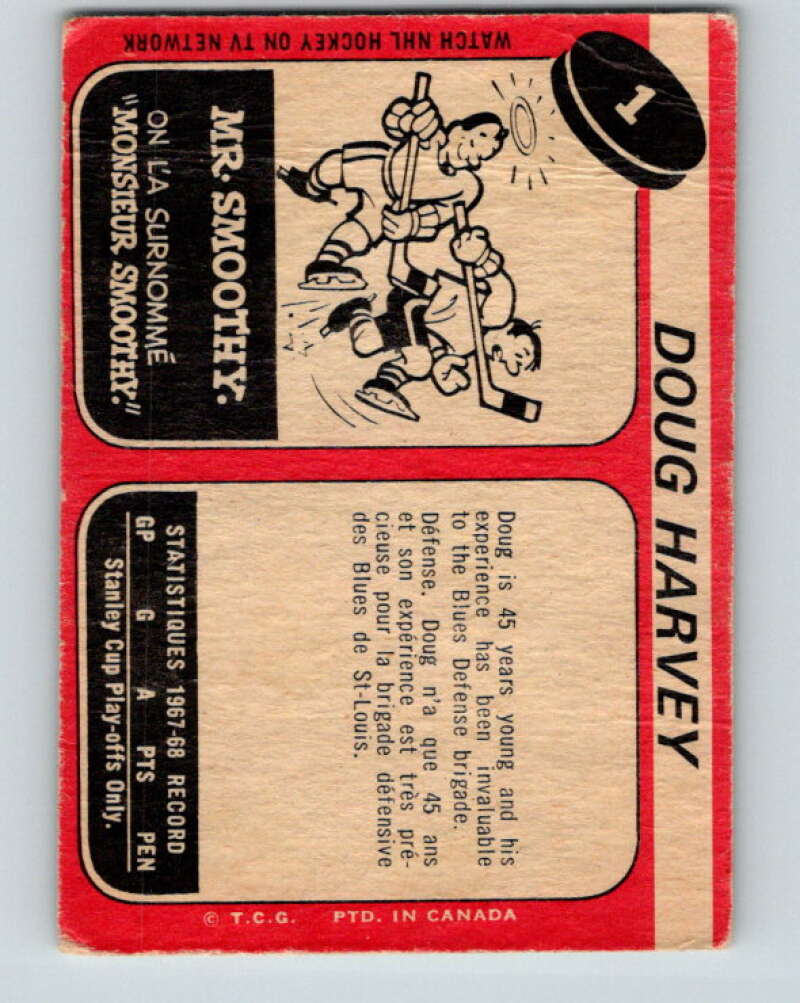 1
DOUG HARVEY
WATCH NHL HOCKEY ON TV NETWORK
MR. SMOOTHY.
ON L'A SURNOMMÉ
"MONSIEUR SMOOTHY."
Doug is 45 years young and his
experience has been invaluable
to the Blues Defense brigade.
Défense. Doug n'a que 45 ans
et son expérience est très pré-
cieuse pour la brigade défensive
des Blues de St-Louis.
STATISTIQUES 1967-68 RECORD
GP G A PTS PEN
Stanley Cup Play-offs Only.
© T.C.G. PTD. IN CANADA